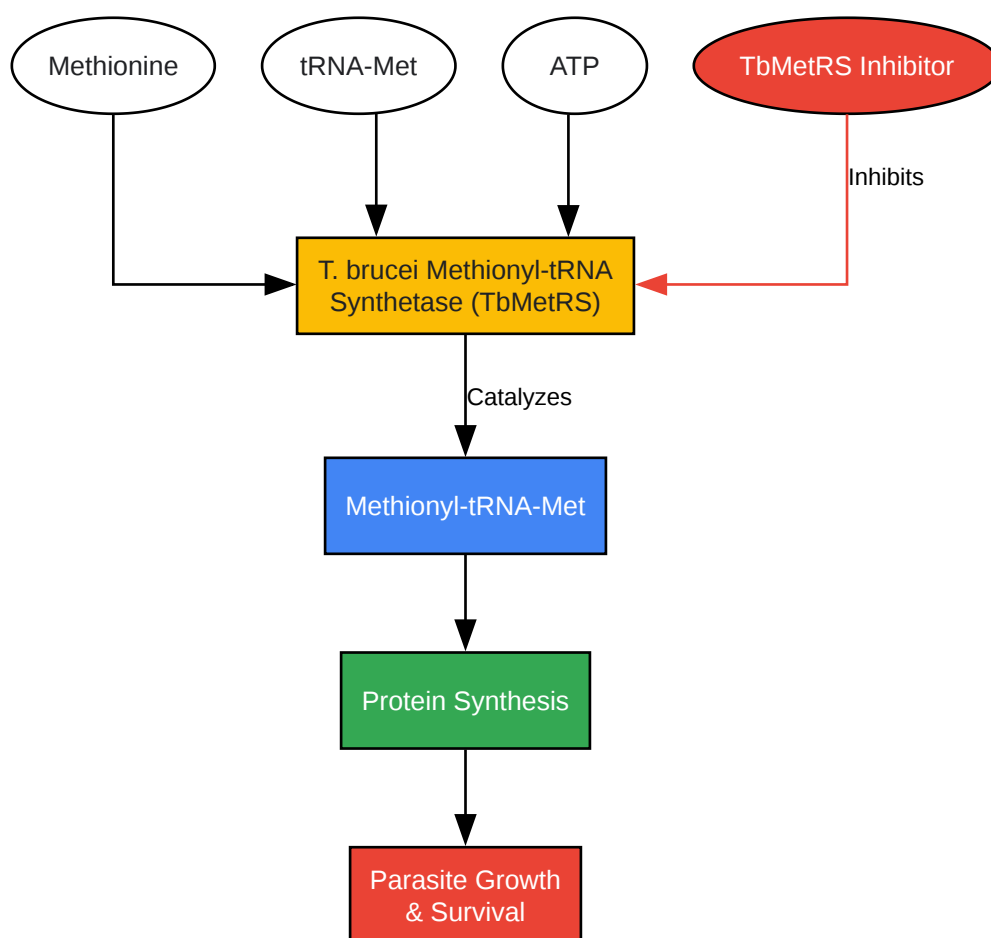 Methionine
tRNA-Met
ATP
TbMetRS Inhibitor
Inhibits
T. brucei Methionyl-tRNA
Synthetase (TbMetRS)
Catalyzes
Methionyl-tRNA-Met
Protein Synthesis
Parasite Growth
& Survival